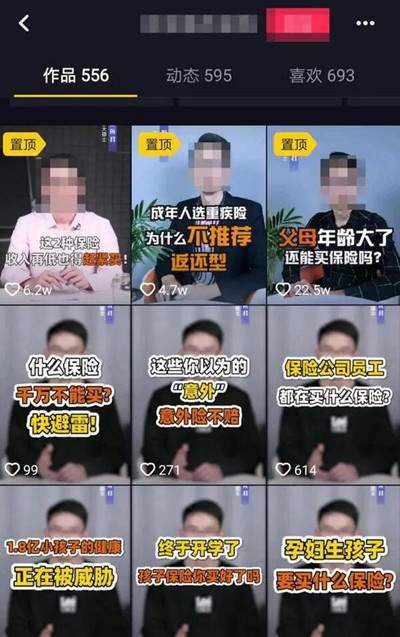 作品 556
动态 595
喜欢 693
置顶
这2种保险
收入再低也得趁早买!
6.2w
置顶
成年人选重疾险
为什么不推荐
返还型
4.7w
置顶
父母年龄大了
还能买保险吗?
22.5w
什么保险
千万不能买?
快避雷!
99
这些你以为的
“意外”
意外险不赔
271
保险公司员工
都在买什么保险?
614
1.8亿小孩子的健康
正在被威胁
终于开学了
孩子保险你买好了吗
孕妇生孩子
要买什么保险?